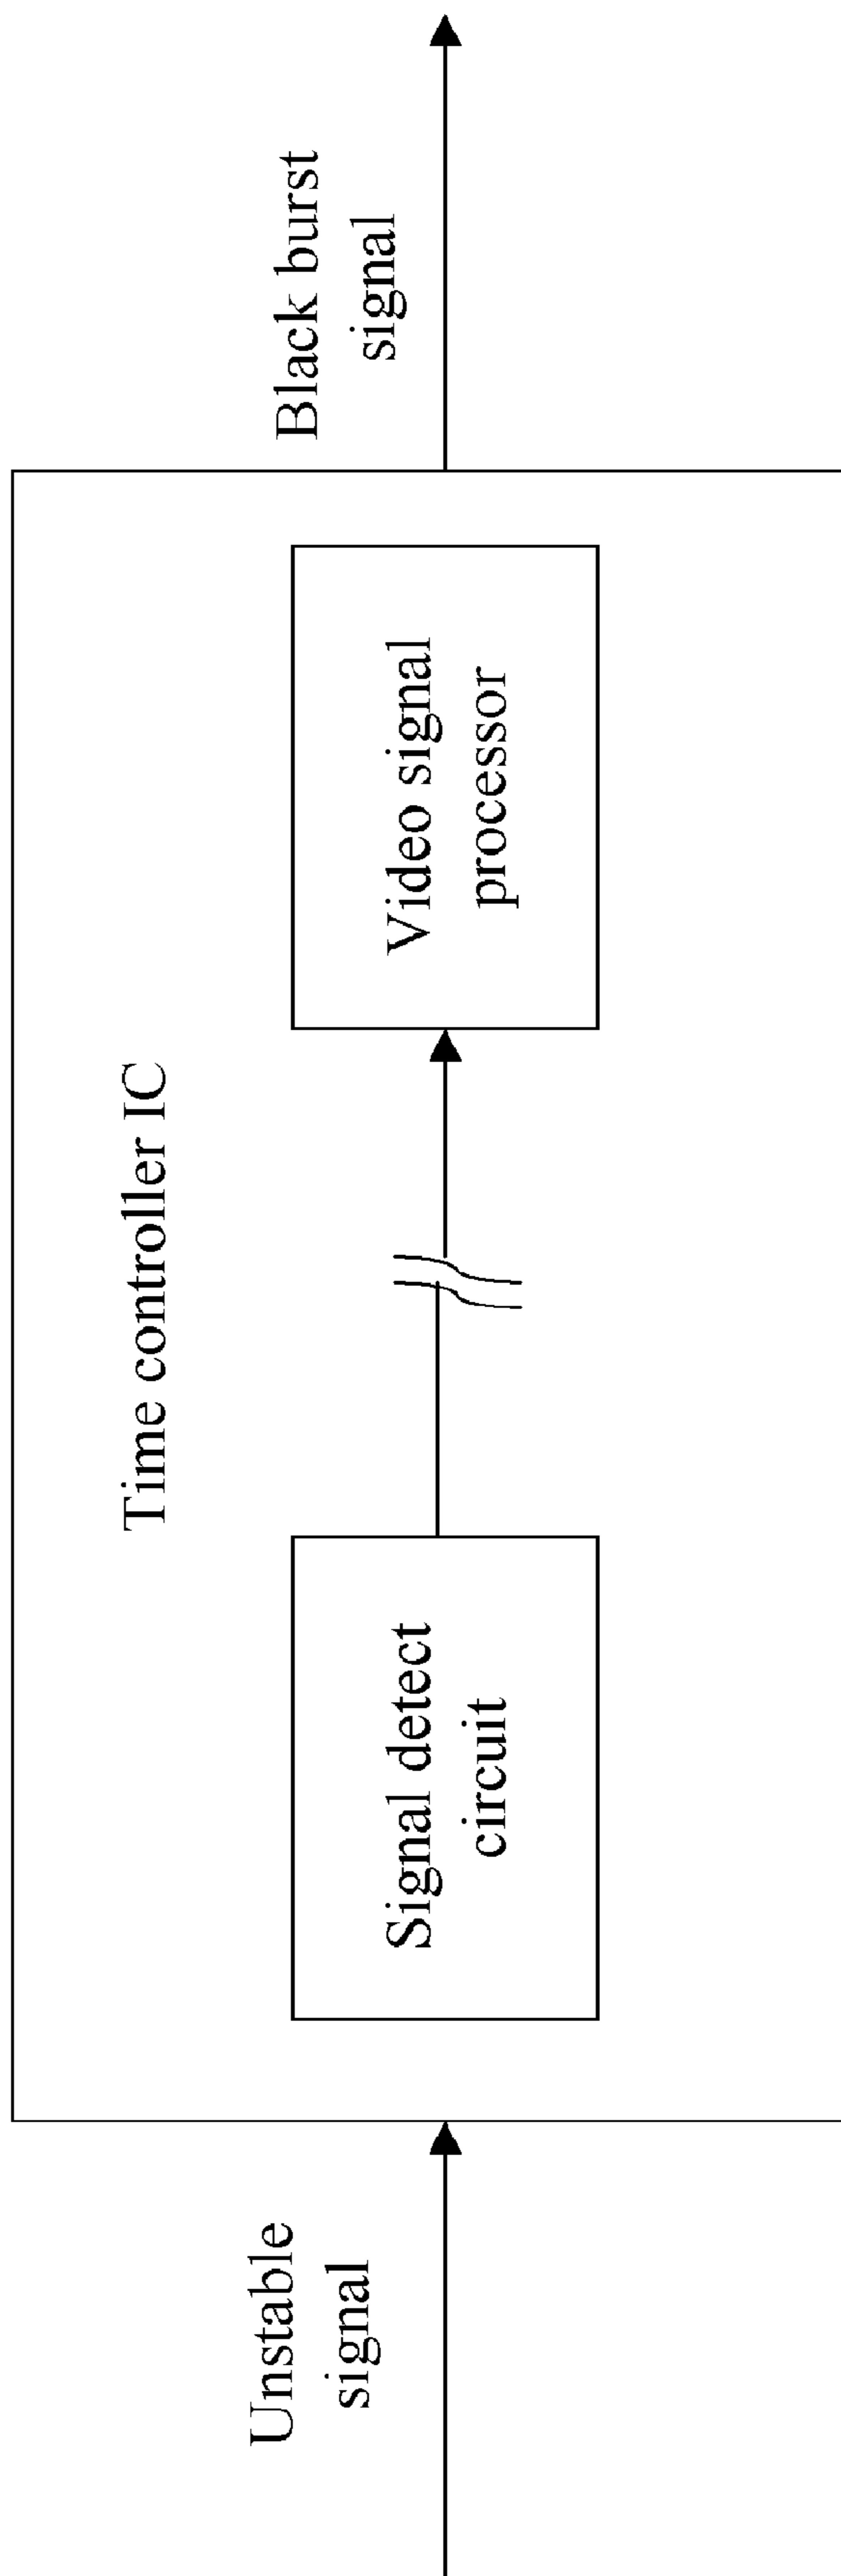 Time controller IC
Unstable
signal
Signal detect
circuit
Video signal
processor
Black burst
signal